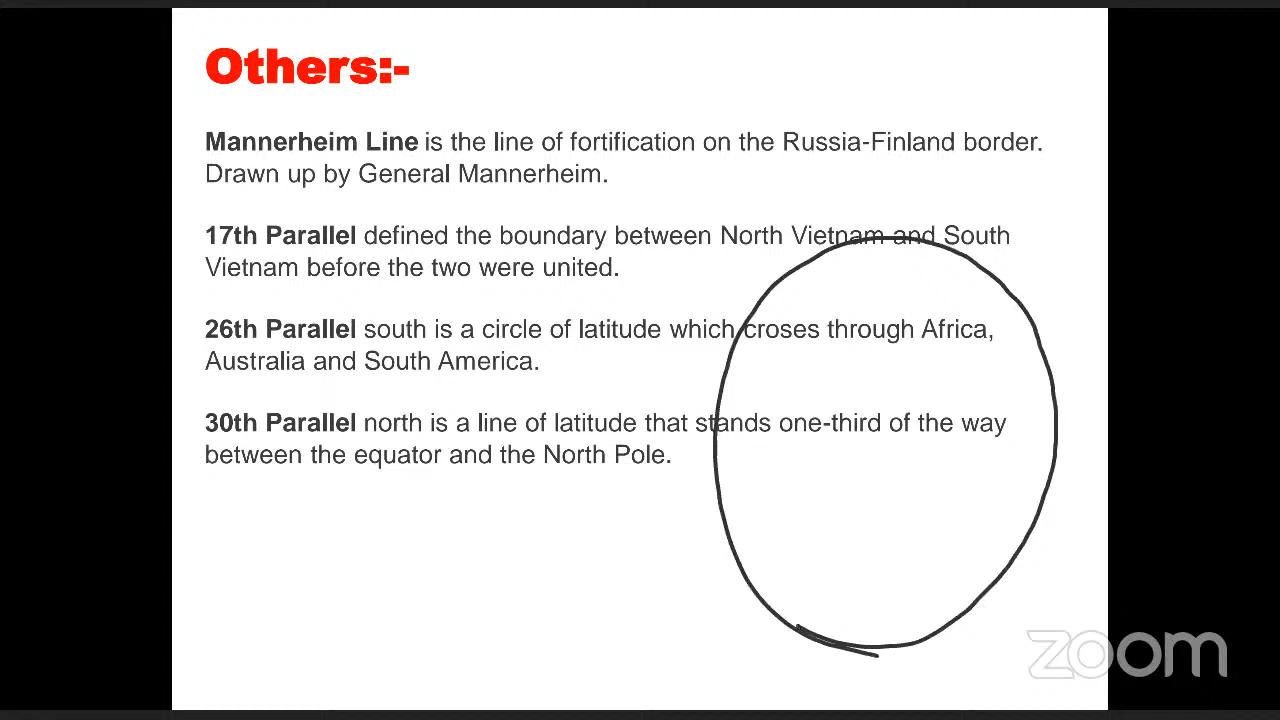 Others:-
Mannerheim Line is the line of fortification on the Russia-Finland border.
Drawn up by General Mannerheim.
17th Parallel defined the boundary between North Vietnam and South
Vietnam before the two were united.
26th Parallel south is a circle of latitude which croses through Africa,
Australia and South America.
30th Parallel north is a line of latitude that stands one-third of the way
between the equator and the North Pole.
zoom